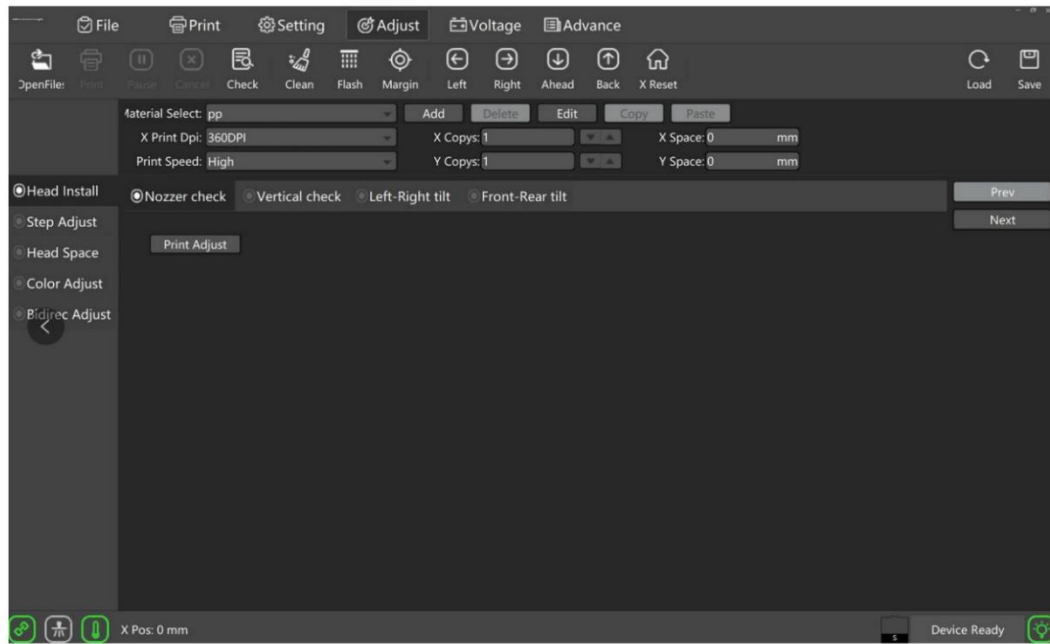 File Print Setting Adjust Voltage Advance
OpenFile: Print Pause Cancel Check Clean Flash Margin Left Right Ahead Back X Reset Load Save
Material Select: pp Add Delete Edit Copy Paste
X Print Dpi: 360DPI X Copys: 1 X Space: 0 mm
Print Speed: High Y Copys: 1 Y Space: 0 mm
Head Install Nozzer check Vertical check Left-Right tilt Front-Rear tilt Prev
Step Adjust Next
Print Adjust
Head Space
Color Adjust
Bidirec Adjust
X Pos: 0 mm S Device Ready